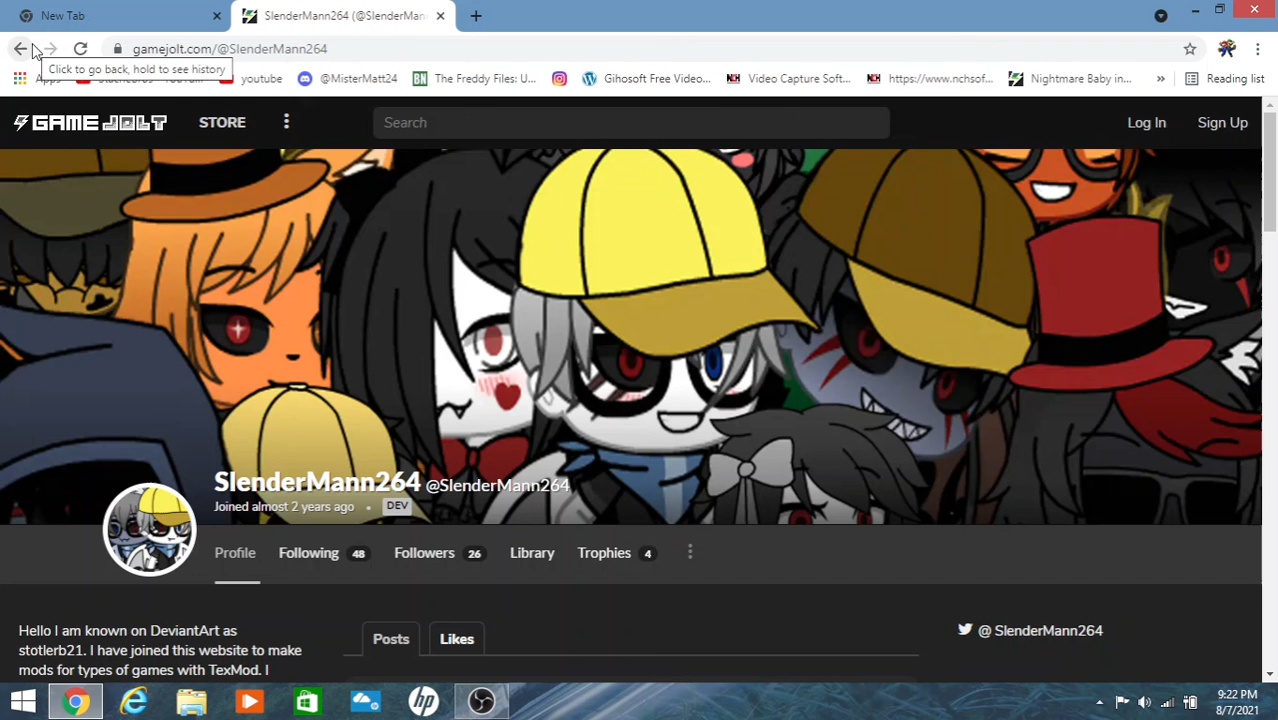 New Tab
SlenderMann264 (@SlenderMann
gamejolt.com/@SlenderMann264
Click to go back, hold to see history
youtube
@MisterMatt24
The Freddy Files: U...
Gihosoft Free Video...
Video Capture Soft...
https://www.nchsof...
Nightmare Baby in...
»
Reading list
GAME JOLT
STORE
Search
Log In
Sign Up
SlenderMann264 @SlenderMann264
Joined almost 2 years ago • DEV
Profile
Following 48
Followers 26
Library
Trophies 4
Hello I am known on DeviantArt as
stotlerb21. I have joined this website to make
mods for types of games with TexMod. I
Posts
Likes
@ SlenderMann264
hp
9:22 PM
8/7/2021